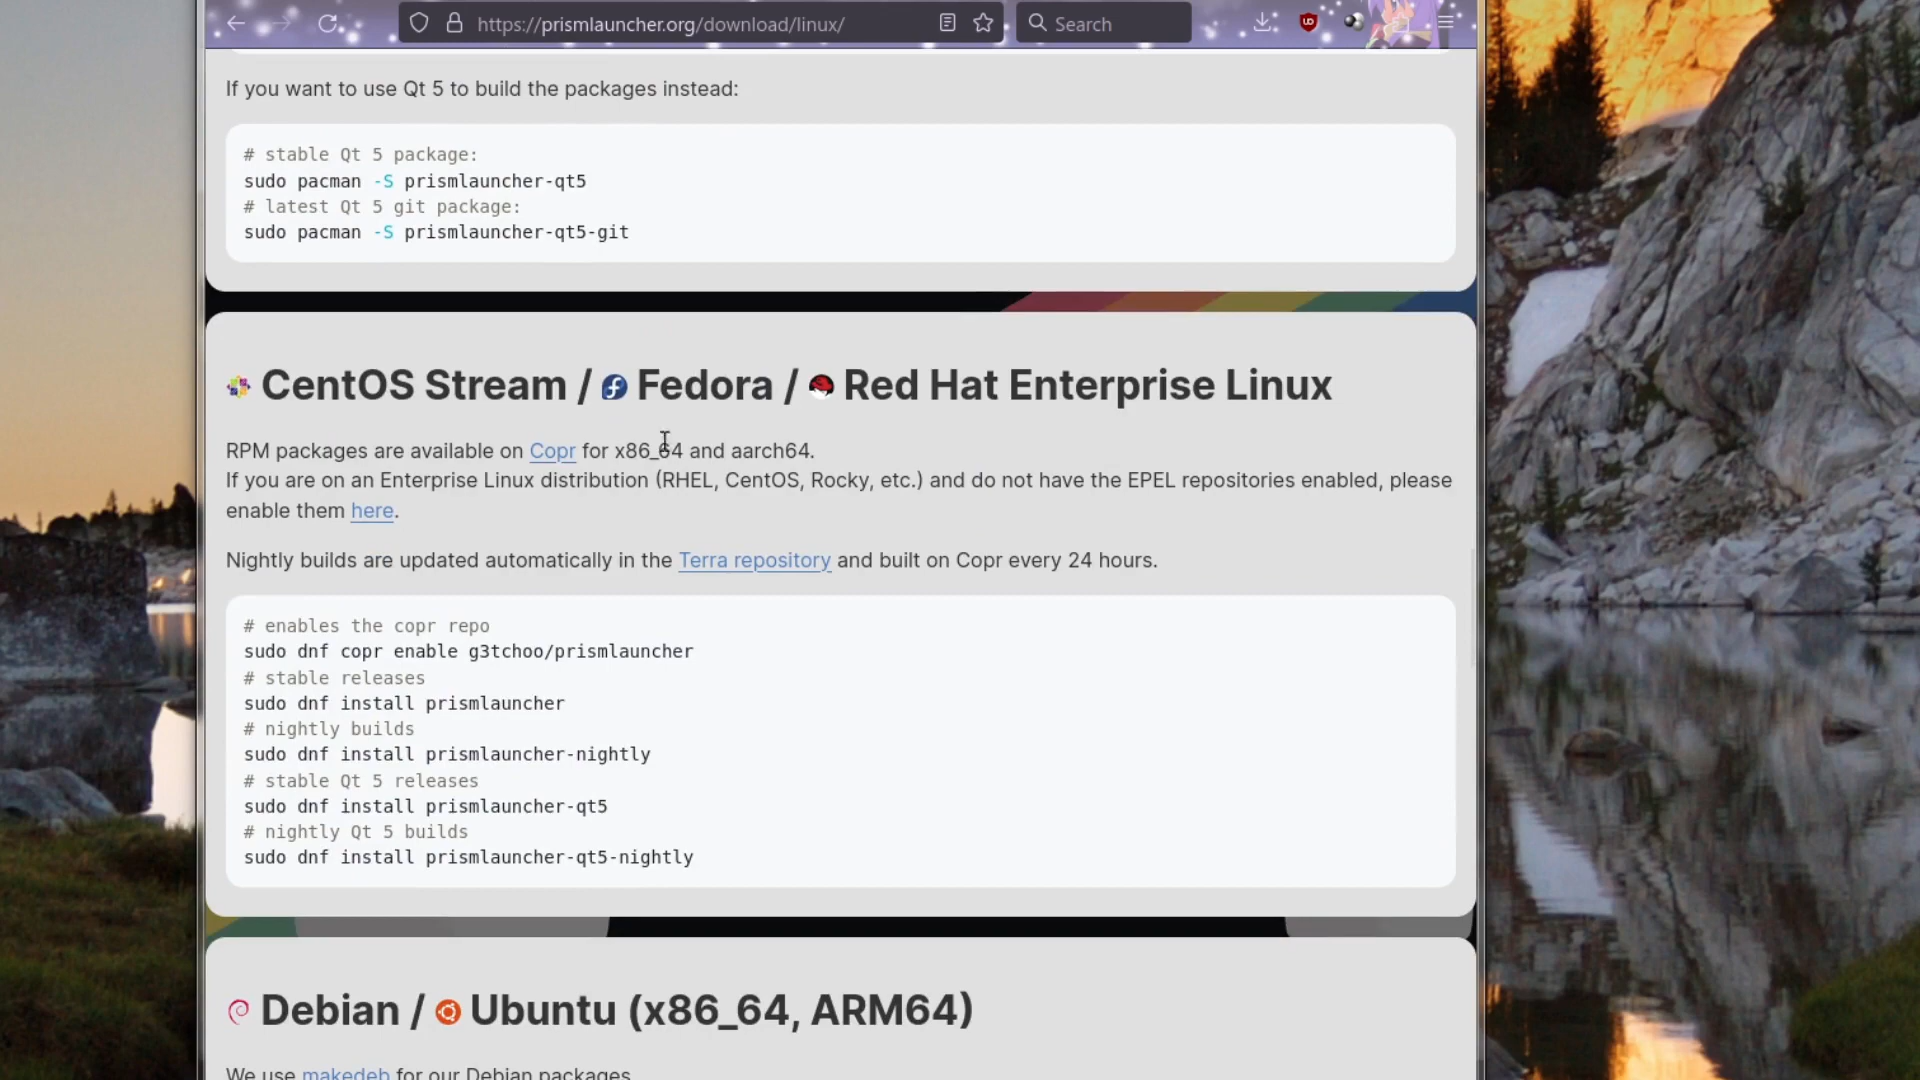 https://prismlauncher.org/download/linux/
Search
If you want to use Qt 5 to build the packages instead:
# stable Qt 5 package:
sudo pacman -S prismlauncher-qt5
# latest Qt 5 git package:
sudo pacman -S prismlauncher-qt5-git
CentOS Stream / Fedora / Red Hat Enterprise Linux
RPM packages are available on Copr for x86_64 and aarch64.
If you are on an Enterprise Linux distribution (RHEL, CentOS, Rocky, etc.) and do not have the EPEL repositories enabled, please
enable them here.
Nightly builds are updated automatically in the Terra repository and built on Copr every 24 hours.
# enables the copr repo
sudo dnf copr enable g3tchoo/prismlauncher
# stable releases
sudo dnf install prismlauncher
# nightly builds
sudo dnf install prismlauncher-nightly
# stable Qt 5 releases
sudo dnf install prismlauncher-qt5
# nightly Qt 5 builds
sudo dnf install prismlauncher-qt5-nightly
Debian / Ubuntu (x86_64, ARM64)
We use makedeb for our Debian packages.